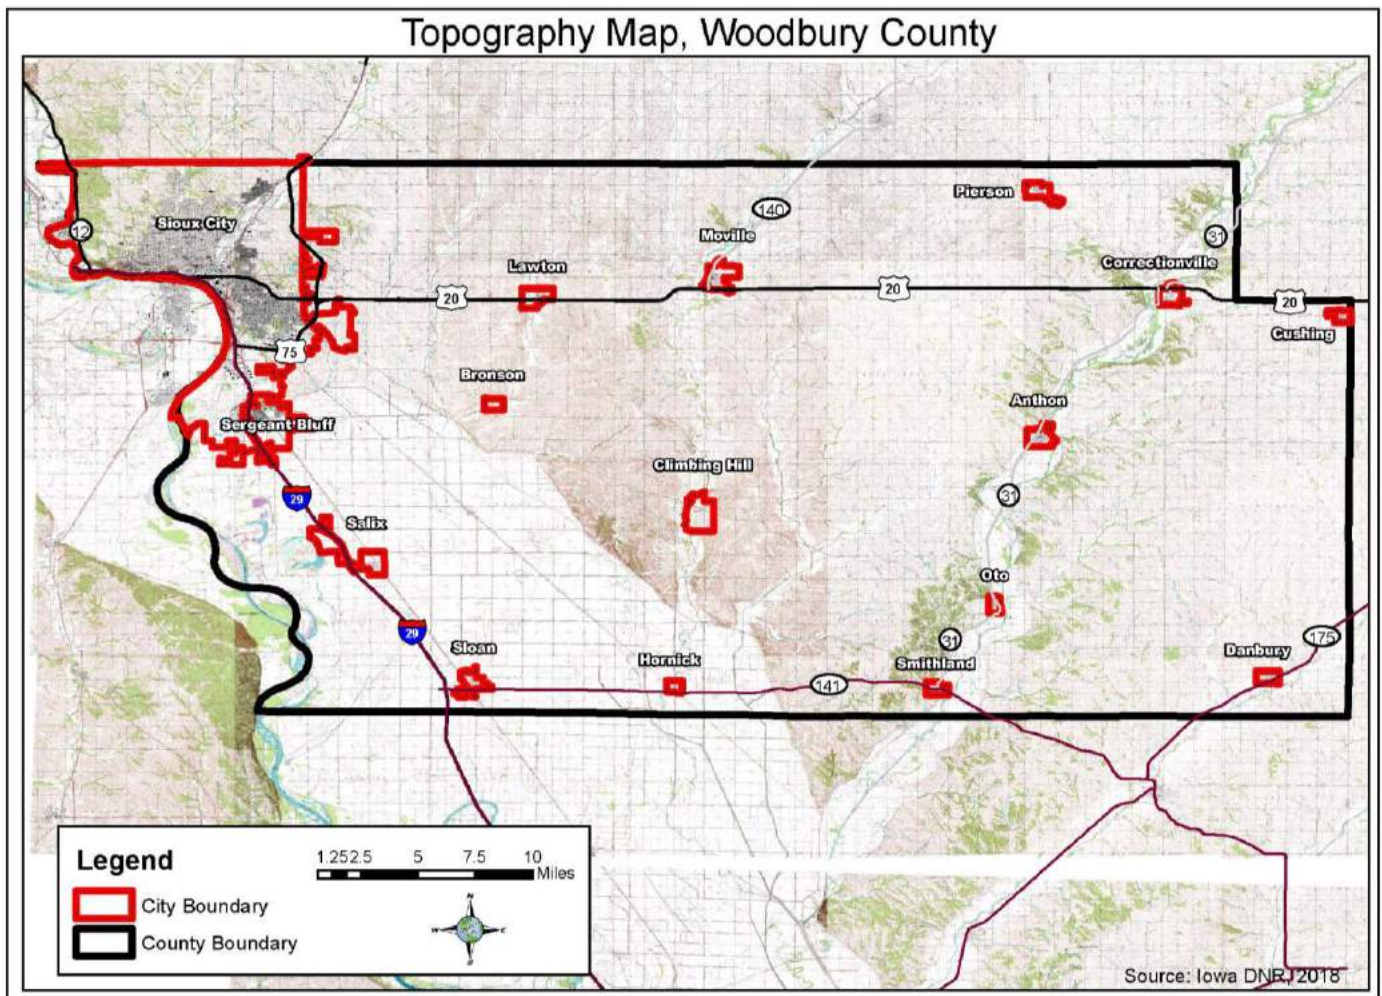 Topography Map, Woodbury County
Pierson
140
Sioux City
12
Moville
31
Correctionville
Lawton
20
20
20
Cushing
75
Bronson
Anthon
Sergeant Bluff
Climbing Hill
29
31
Salix
Oto
29
31
175
Sloan
Hornick
Smithland
Danbury
141
Legend
1.252.5 5 7.5 10
Miles
City Boundary
County Boundary
N
W E
S
Source: Iowa DNR, 2018